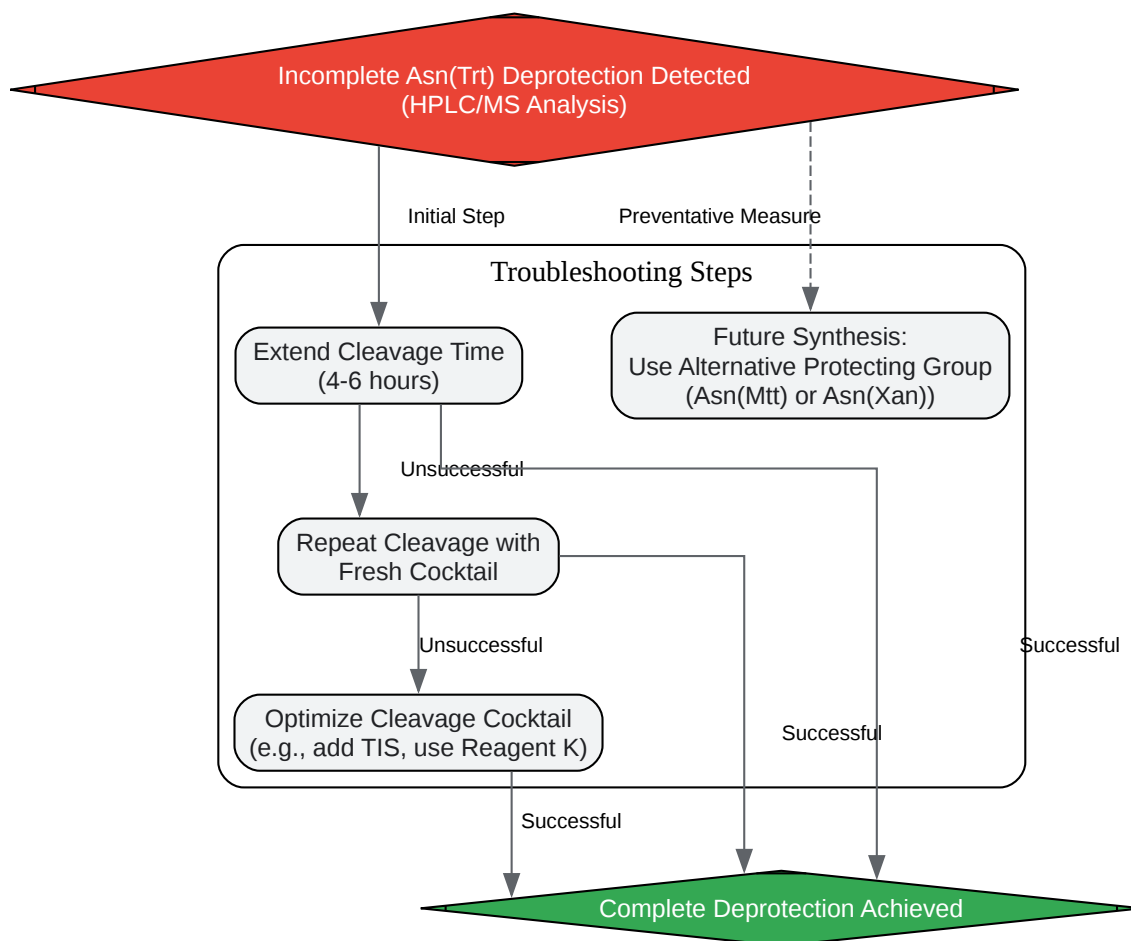 Incomplete Asn(Trt) Deprotection Detected
(HPLC/MS Analysis)
Initial Step
Preventative Measure
Troubleshooting Steps
Extend Cleavage Time
(4-6 hours)
Future Synthesis:
Use Alternative Protecting Group
(Asn(Mtt) or Asn(Xan))
Unsuccessful
Repeat Cleavage with
Fresh Cocktail
Unsuccessful
Successful
Optimize Cleavage Cocktail
(e.g., add TIS, use Reagent K)
Successful
Successful
Complete Deprotection Achieved